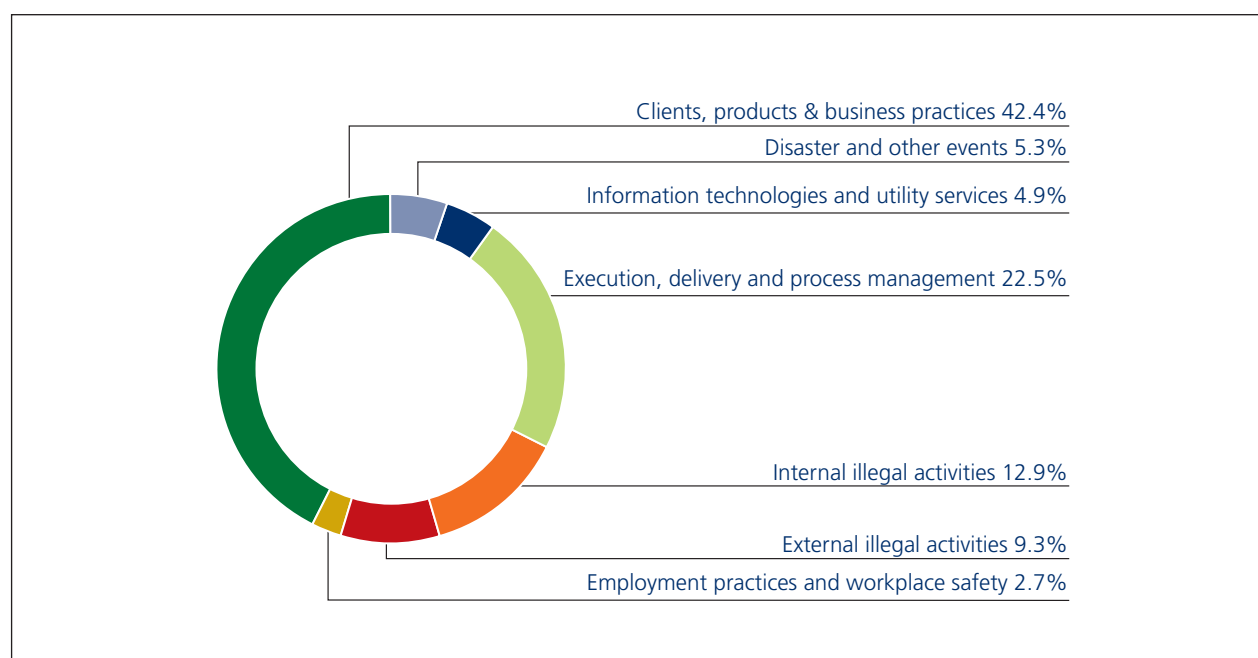 Clients, products & business practices 42.4%
Disaster and other events 5.3%
Information technologies and utility services 4.9%
Execution, delivery and process management 22.5%
Internal illegal activities 12.9%
External illegal activities 9.3%
Employment practices and workplace safety 2.7%